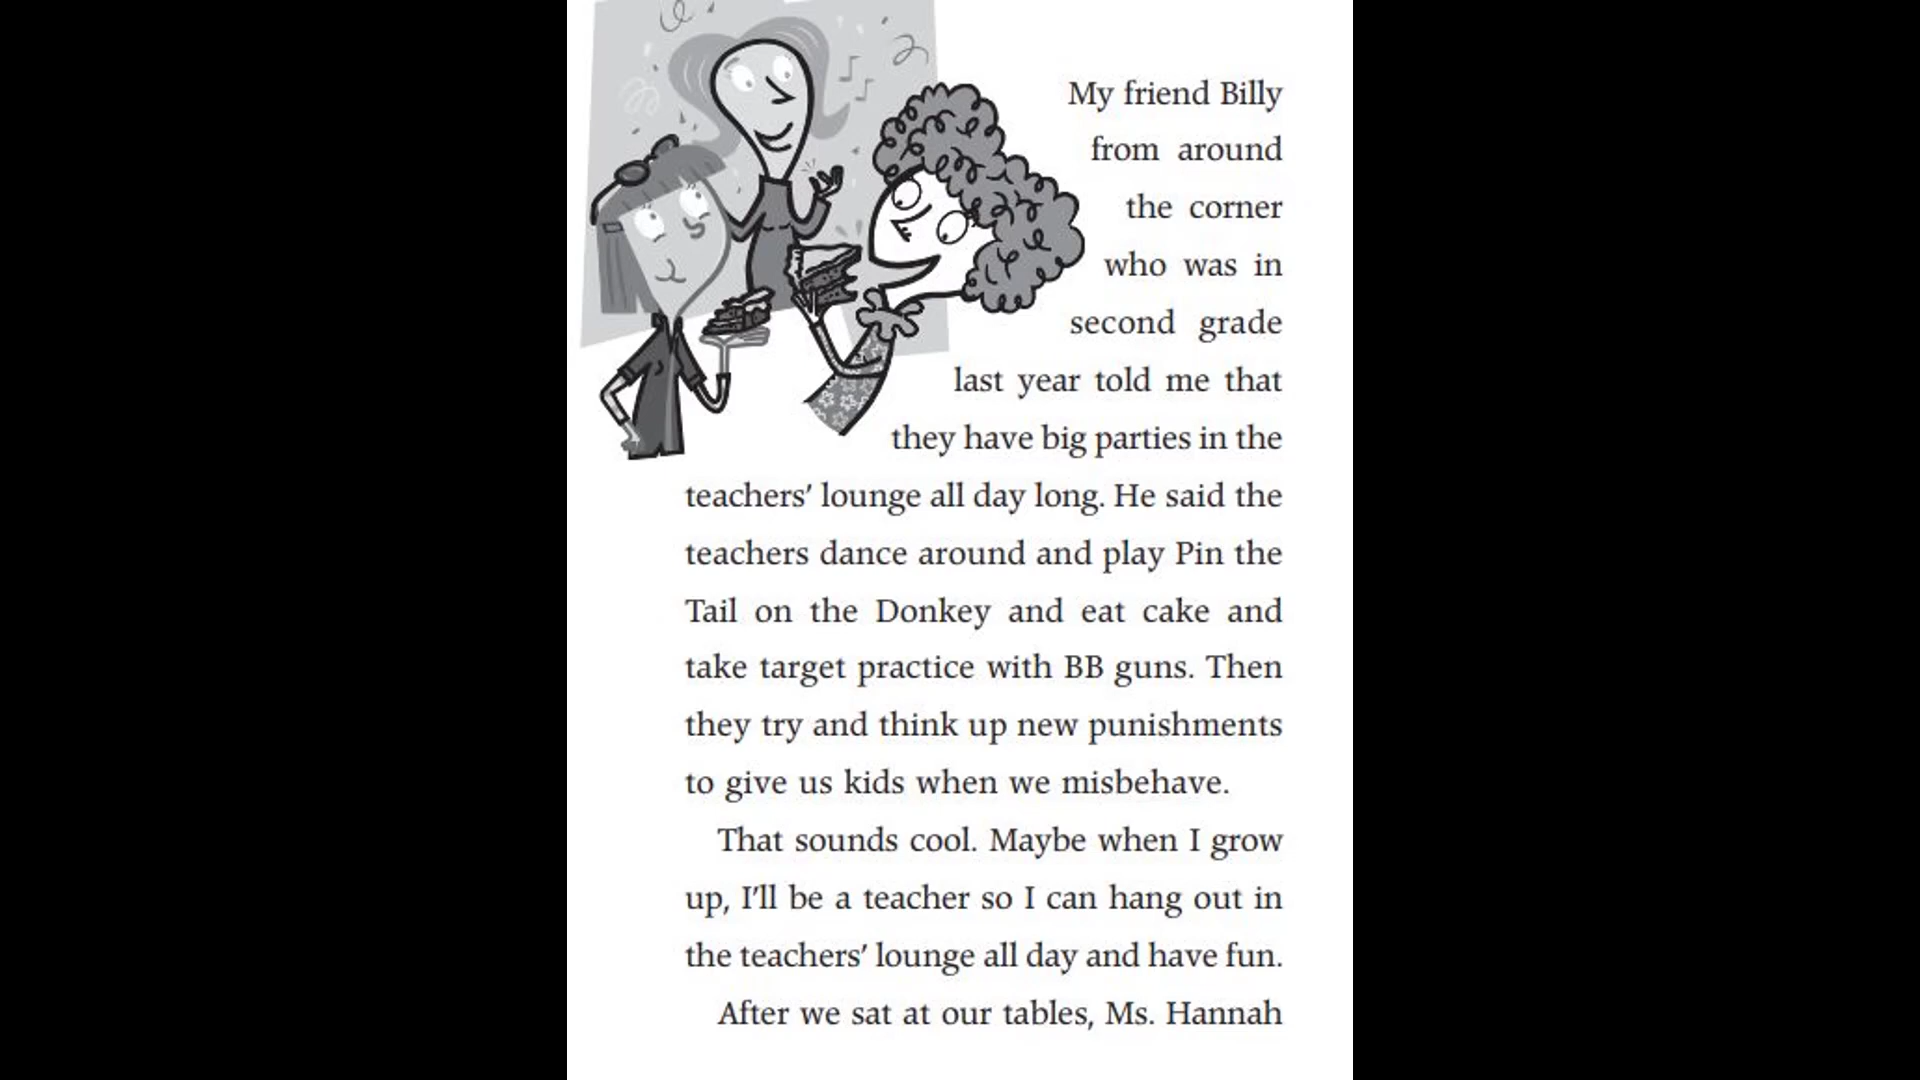 My friend Billy
from around
the corner
who was in
second grade
last year told me that
they have big parties in the
teachers’ lounge all day long. He said the
teachers dance around and play Pin the
Tail on the Donkey and eat cake and
take target practice with BB guns. Then
they try and think up new punishments
to give us kids when we misbehave.
That sounds cool. Maybe when I grow
up, I’ll be a teacher so I can hang out in
the teachers’ lounge all day and have fun.
After we sat at our tables, Ms. Hannah